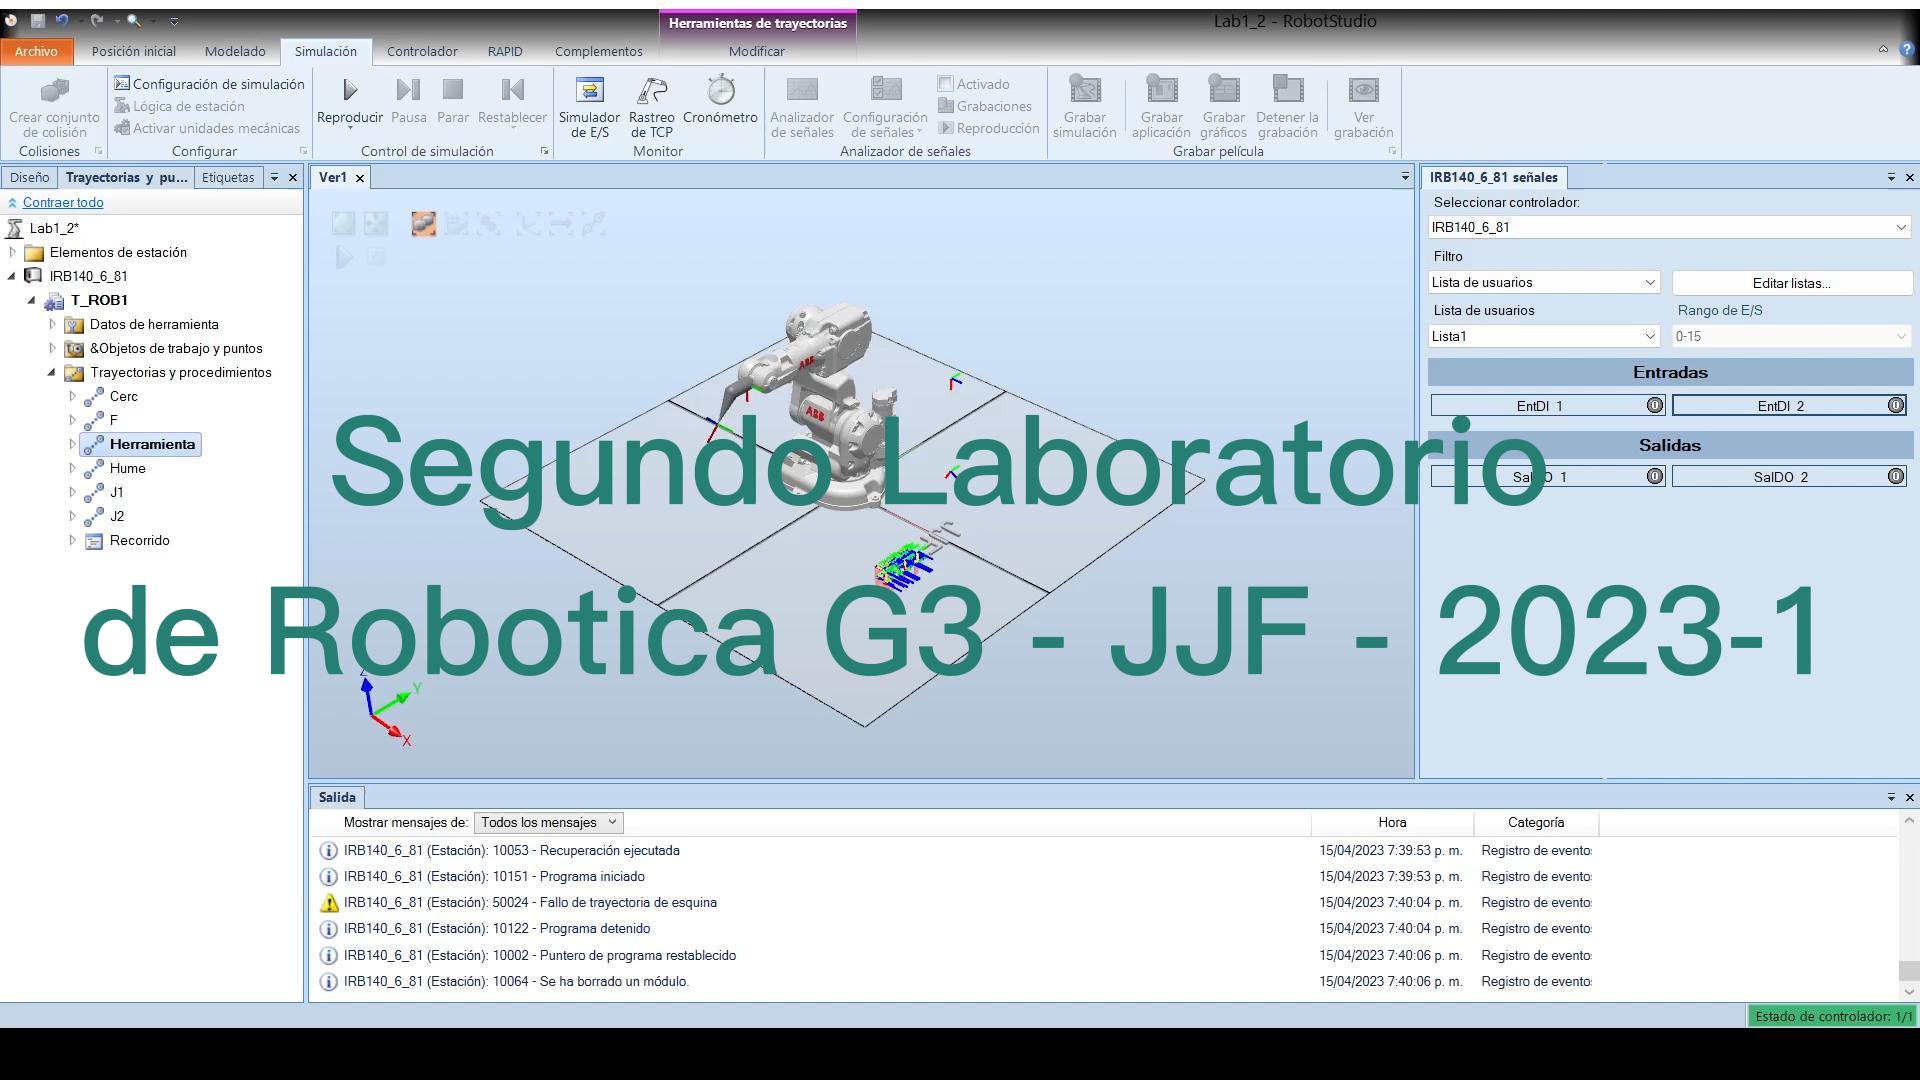 Herramientas de trayectorias
Lab1_2 - RobotStudio
Archivo
Posición inicial
Modelado
Simulación
Controlador
RAPID
Complementos
Modificar
Crear conjunto de colisión
Colisiones
Configuración de simulación
Lógica de estación
Activar unidades mecánicas
Configurar
Reproducir
Pausa
Parar
Restablecer
Control de simulación
Simulador de E/S
Rastreo de TCP
Cronómetro
Monitor
Analizador de señales
Configuración de señales
Activado
Grabaciones
Reproducción
Analizador de señales
Grabar simulación
Grabar aplicación
Grabar gráficos
Detener la grabación
Ver grabación
Grabar película
Diseño
Trayectorias y pu...
Etiquetas
Contraer todo
Lab1_2*
Elementos de estación
IRB140_6_81
T_ROB1
Datos de herramienta
&Objetos de trabajo y puntos
Trayectorias y procedimientos
Cerc
F
Herramienta
Hume
J1
J2
Recorrido
Ver1
ABB
ABB
JJF
Segundo Laboratorio
de Robotica G3 - JJF - 2023-1
Z
Y
X
IRB140_6_81 señales
Seleccionar controlador:
IRB140_6_81
Filtro
Lista de usuarios
Editar listas...
Lista de usuarios
Rango de E/S
Lista1
0-15
Entradas
EntDI_1
EntDI_2
Salidas
SalDO_1
SalDO_2
Salida
Mostrar mensajes de:
Todos los mensajes
Hora
Categoría
IRB140_6_81 (Estación): 10053 - Recuperación ejecutada 15/04/2023 7:39:53 p. m. Registro de evento
IRB140_6_81 (Estación): 10151 - Programa iniciado 15/04/2023 7:39:53 p. m. Registro de evento
IRB140_6_81 (Estación): 50024 - Fallo de trayectoria de esquina 15/04/2023 7:40:04 p. m. Registro de evento
IRB140_6_81 (Estación): 10122 - Programa detenido 15/04/2023 7:40:04 p. m. Registro de evento
IRB140_6_81 (Estación): 10002 - Puntero de programa restablecido 15/04/2023 7:40:06 p. m. Registro de evento
IRB140_6_81 (Estación): 10064 - Se ha borrado un módulo. 15/04/2023 7:40:06 p. m. Registro de evento
Estado de controlador: 1/1